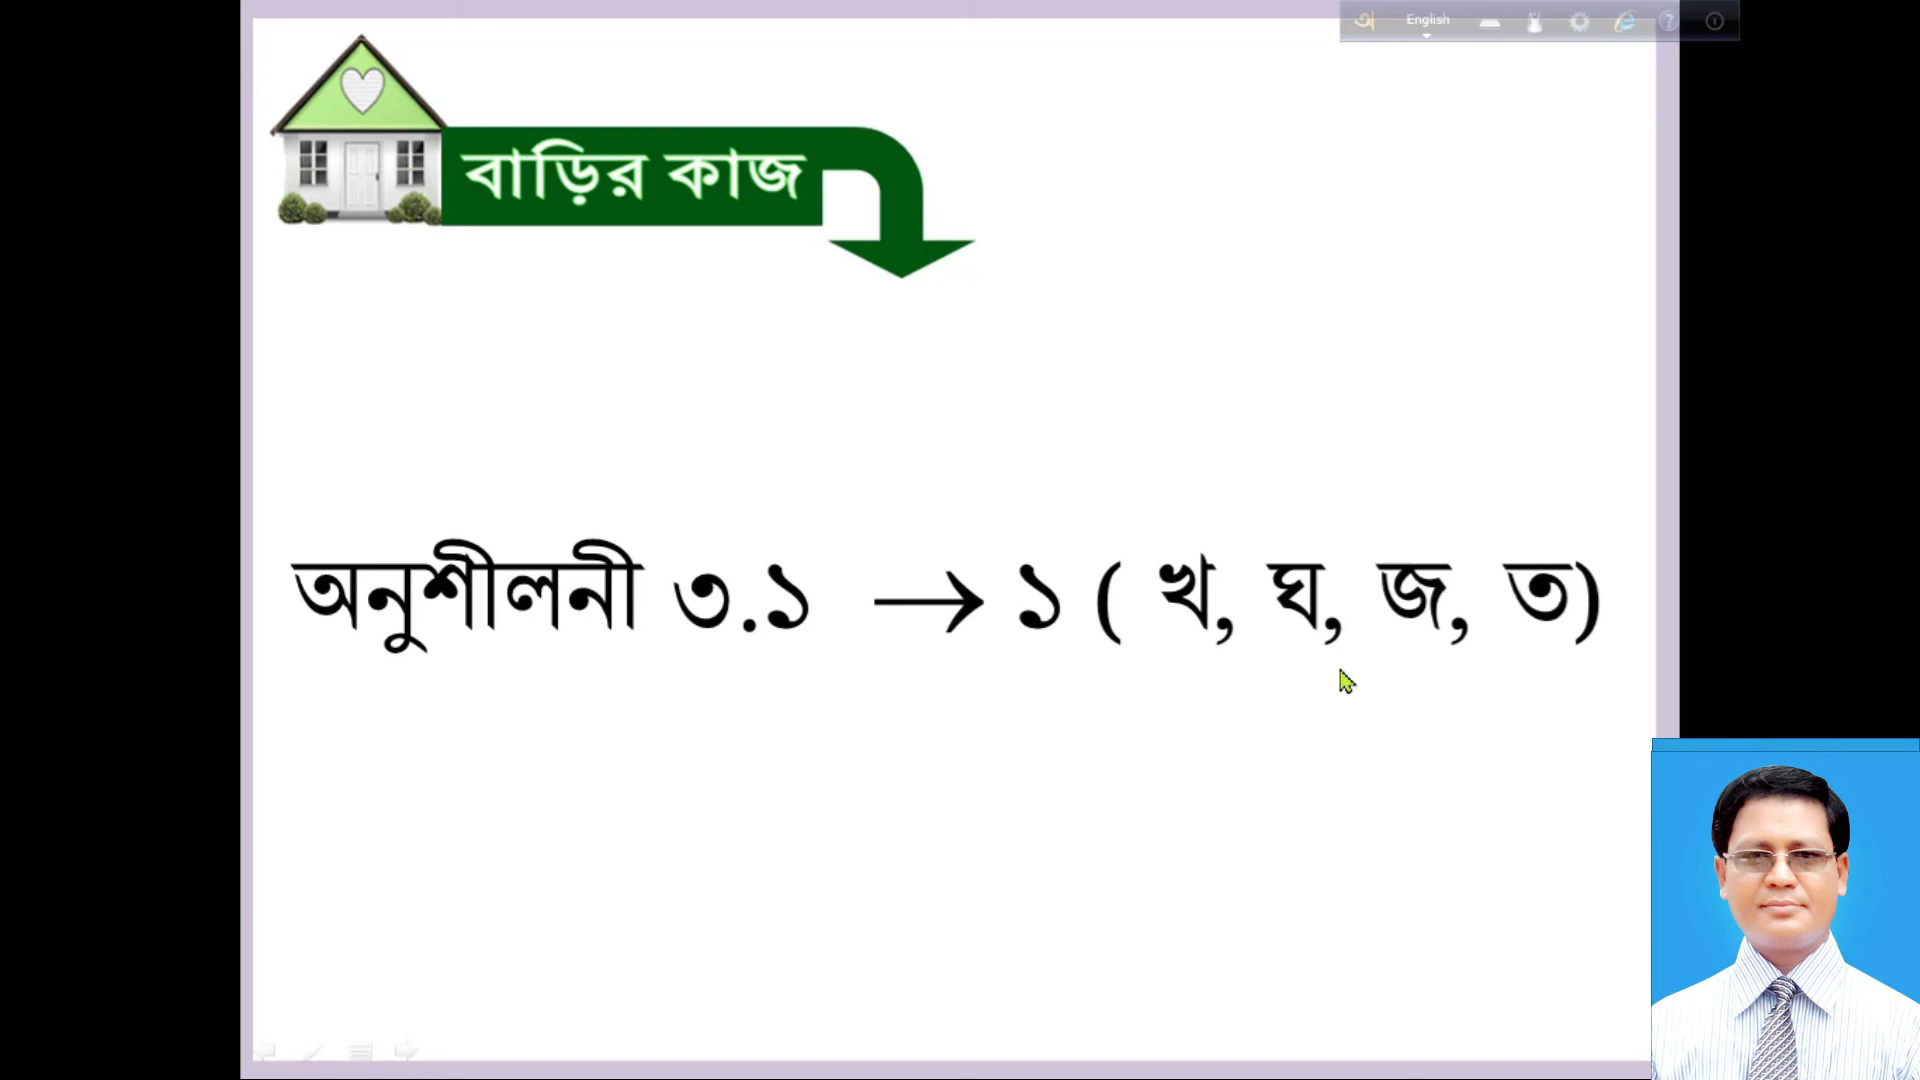 English
বাড়ির কাজ
অনুশীলনী ৩.১ → ১ ( খ, ঘ, জ, ত)